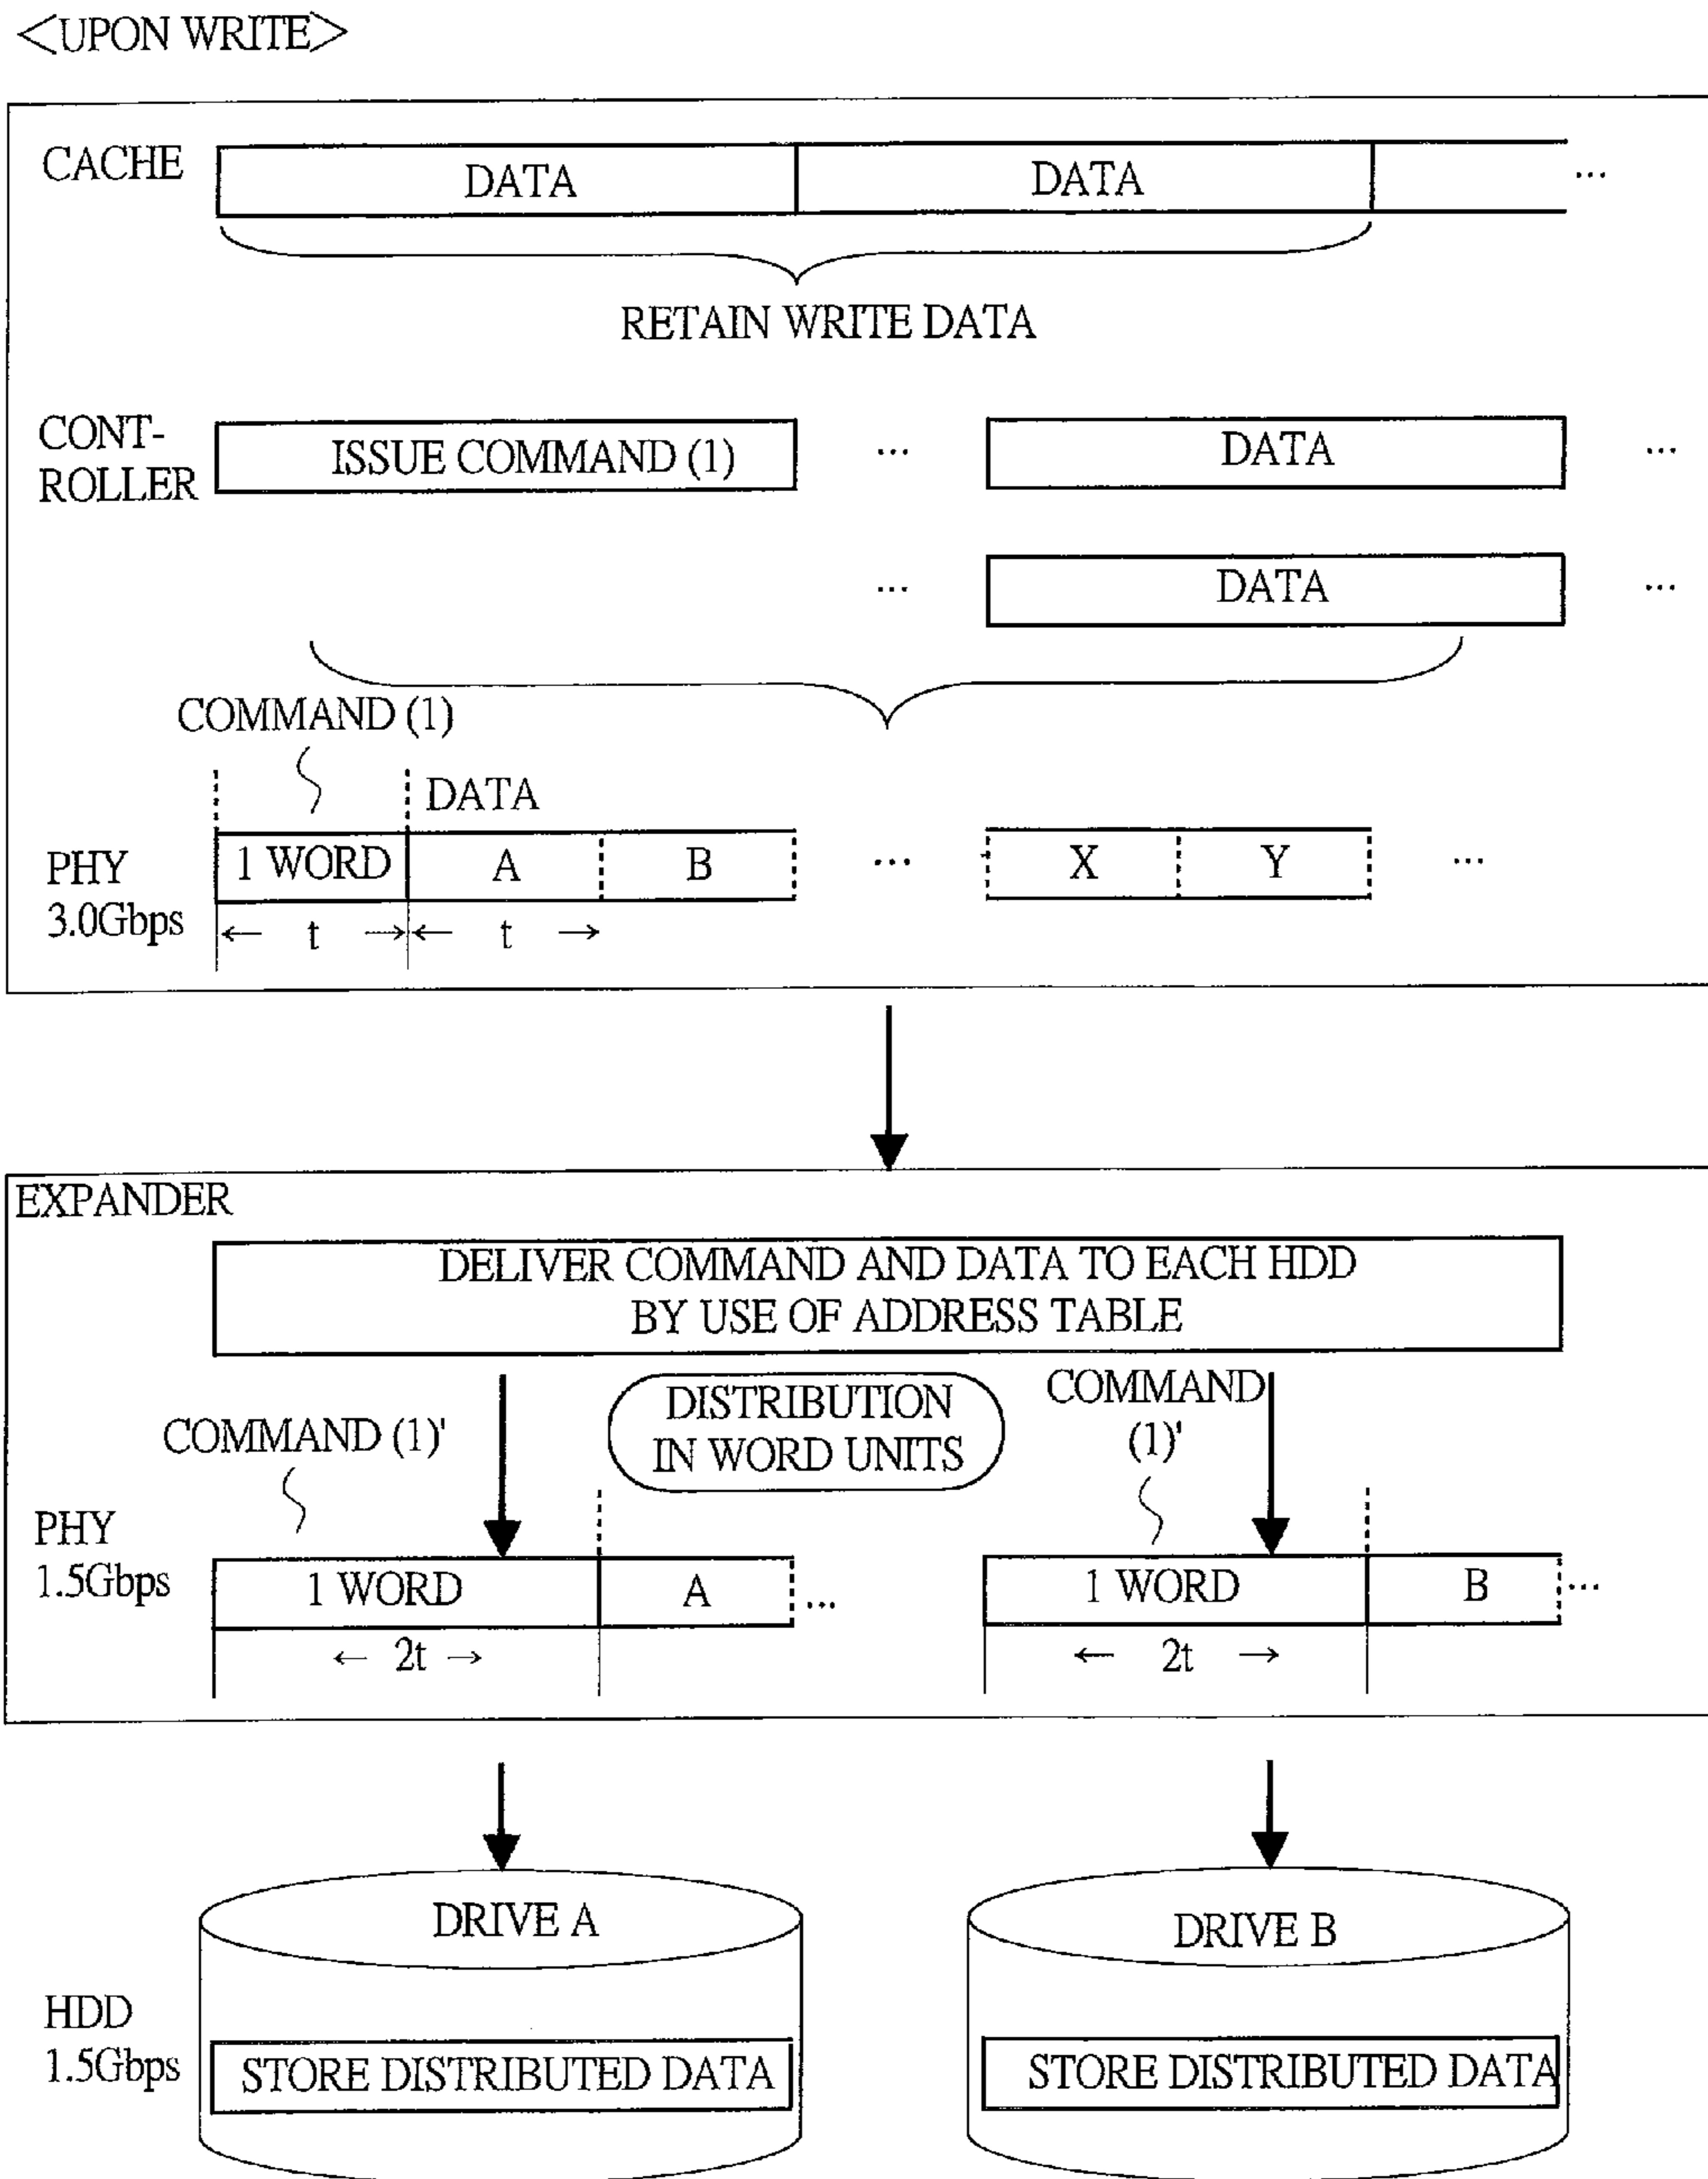 <UPON WRITE>
CACHE
DATA
DATA
...
RETAIN WRITE DATA
CONT-
ROLLER
ISSUE COMMAND (1)
...
DATA
...
...
DATA
...
COMMAND (1)
DATA
PHY
3.0Gbps
1 WORD
A
B
...
X
Y
...
← t →
← t →
EXPANDER
DELIVER COMMAND AND DATA TO EACH HDD
BY USE OF ADDRESS TABLE
COMMAND (1)'
DISTRIBUTION
IN WORD UNITS
COMMAND
(1)'
PHY
1.5Gbps
1 WORD
A
...
1 WORD
B
...
← 2t →
← 2t →
DRIVE A
DRIVE B
HDD
1.5Gbps
STORE DISTRIBUTED DATA
STORE DISTRIBUTED DATA